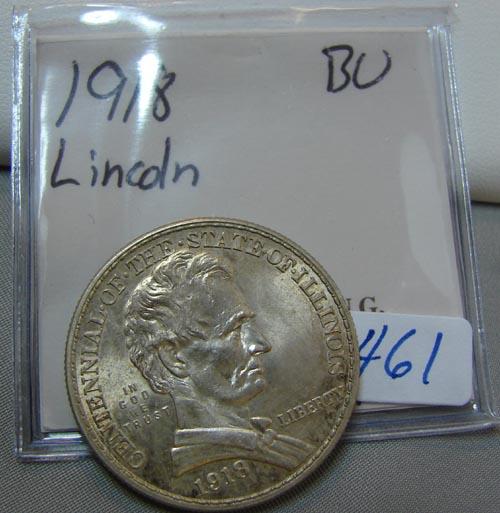 1918 BU
Lincoln
461
CENTENNIAL·OF·THE·STATE·OF·ILLINOIS
IN
GOD
WE
TRUST
LIBERTY
1918